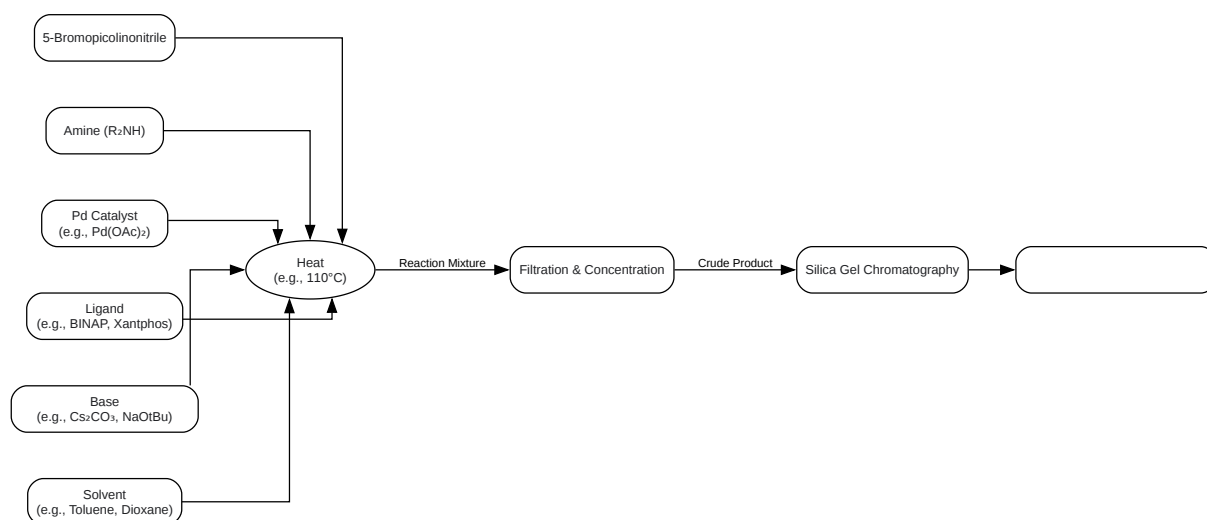 5-Bromopicolinonitrile
Amine (R₂NH)
Pd Catalyst
(e.g., Pd(OAc)₂)
Heat
(e.g., 110°C)
Reaction Mixture
Filtration & Concentration
Crude Product
Silica Gel Chromatography
Ligand
(e.g., BINAP, Xantphos)
Base
(e.g., Cs₂CO₃, NaOtBu)
Solvent
(e.g., Toluene, Dioxane)